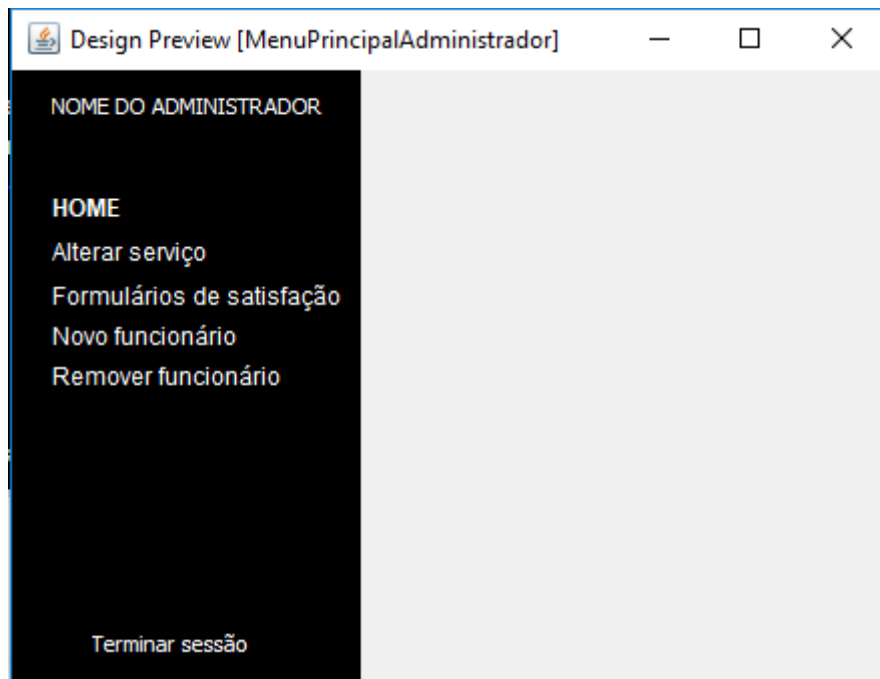 Design Preview [MenuPrincipalAdministrador]
NOME DO ADMINISTRADOR
HOME
Alterar serviço
Formulários de satisfação
Novo funcionário
Remover funcionário
Terminar sessão